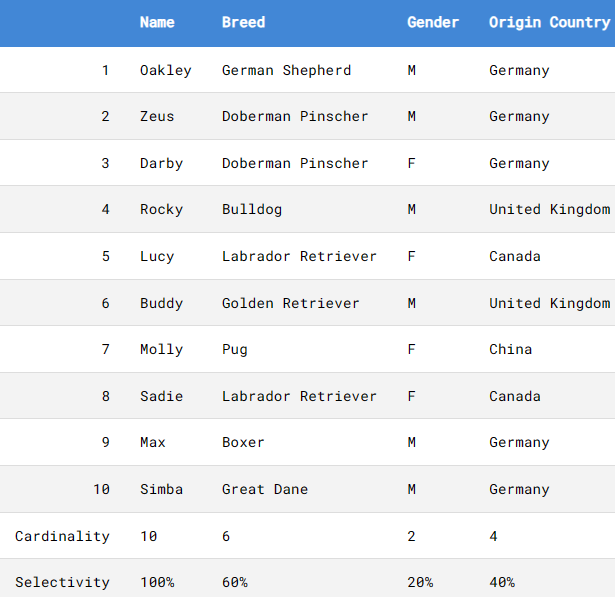 Name Breed Gender Origin Country
1 Oakley German Shepherd M Germany
2 Zeus Doberman Pinscher M Germany
3 Darby Doberman Pinscher F Germany
4 Rocky Bulldog M United Kingdom
5 Lucy Labrador Retriever F Canada
6 Buddy Golden Retriever M United Kingdom
7 Molly Pug F China
8 Sadie Labrador Retriever F Canada
9 Max Boxer M Germany
10 Simba Great Dane M Germany
Cardinality 10 6 2 4
Selectivity 100% 60% 20% 40%